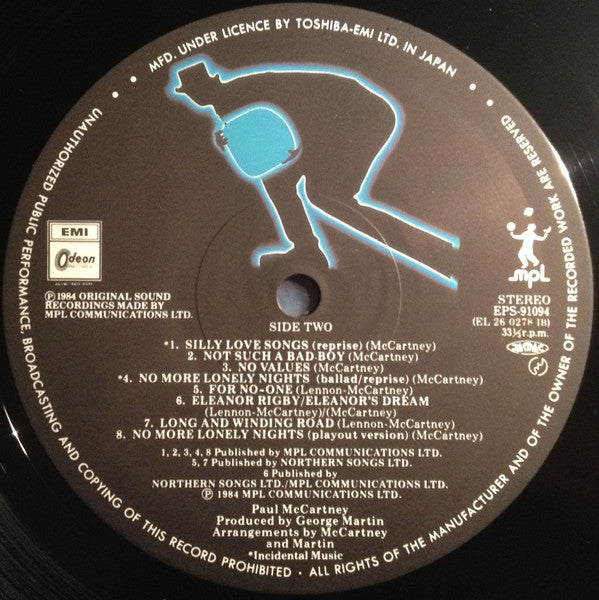 • MFD. UNDER LICENCE BY TOSHIBA-EMI LTD. IN JAPAN •
EMI
Odeon
mpl
℗ 1984 ORIGINAL SOUND
RECORDINGS MADE BY
MPL COMMUNICATIONS LTD.
STEREO
EPS-91094
(EL 26 0278 1B)
33⅓ r.p.m.
SIDE TWO
*1. SILLY LOVE SONGS (reprise) (McCartney)
2. NOT SUCH A BAD BOY (McCartney)
3. NO VALUES (McCartney)
*4. NO MORE LONELY NIGHTS (ballad/reprise) (McCartney)
5. FOR NO-ONE (Lennon-McCartney)
6. ELEANOR RIGBY/ELEANOR'S DREAM
(Lennon-McCartney)/(McCartney)
7. LONG AND WINDING ROAD (Lennon-McCartney)
8. NO MORE LONELY NIGHTS (playout version) (McCartney)
1, 2, 3, 4, 8 Published by MPL COMMUNICATIONS LTD.
5, 7 Published by NORTHERN SONGS LTD.
6 Published by
NORTHERN SONGS LTD./MPL COMMUNICATIONS LTD.
℗ 1984 MPL COMMUNICATIONS LTD.
Paul McCartney
Produced by George Martin
Arrangements by McCartney
and Martin
*Incidental Music
UNAUTHORIZED PUBLIC PERFORMANCE, BROADCASTING AND COPYING OF THIS RECORD PROHIBITED · ALL RIGHTS OF THE MANUFACTURER AND OF THE OWNER OF THE RECORDED WORK ARE RESERVED